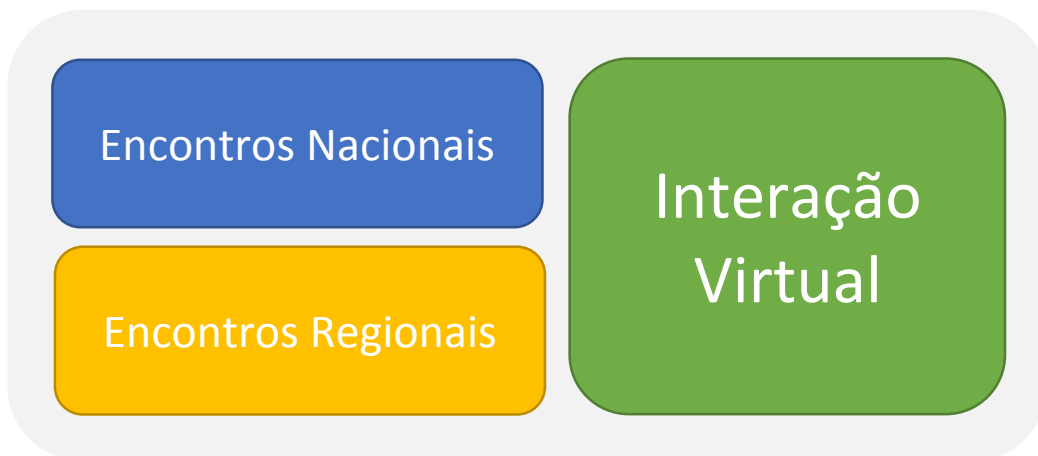 Encontros Nacionais
Encontros Regionais
Interação
Virtual